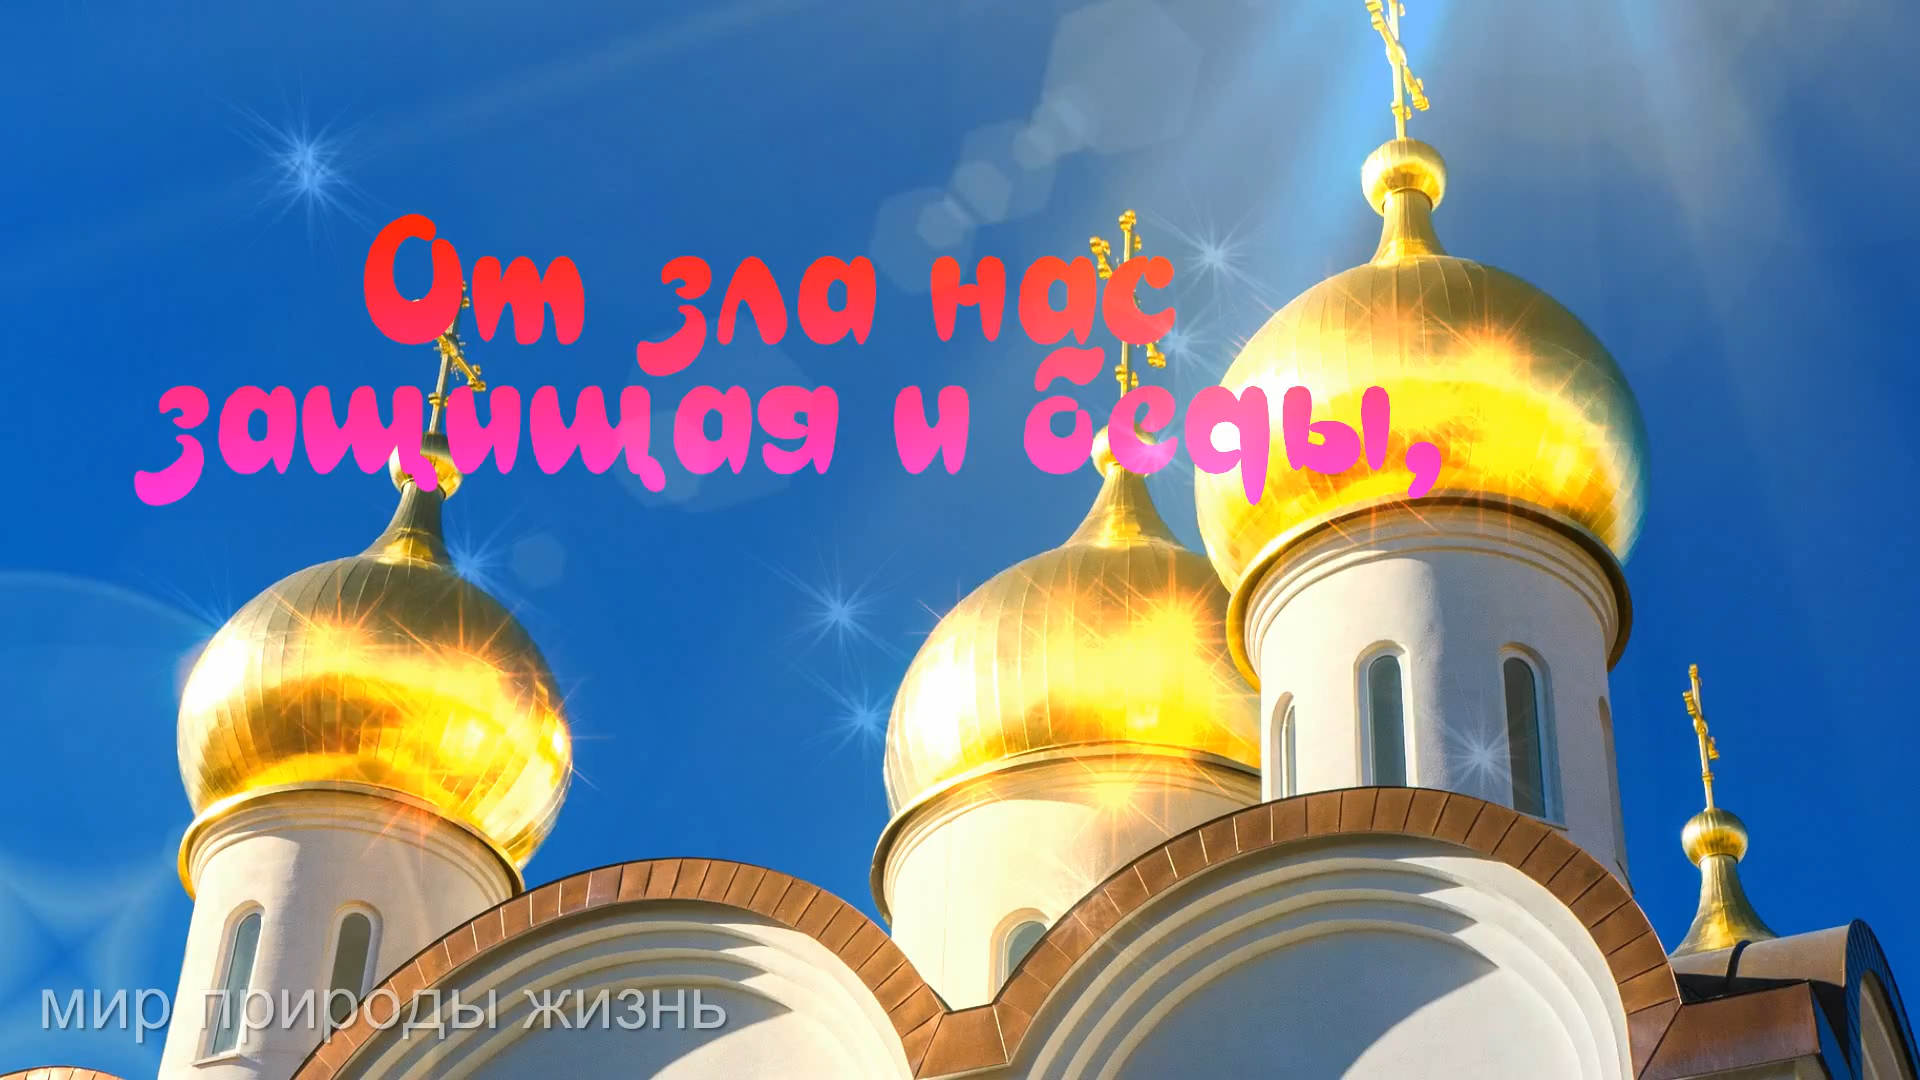 От зла нас
защищая и беды,
мир природы жизнь